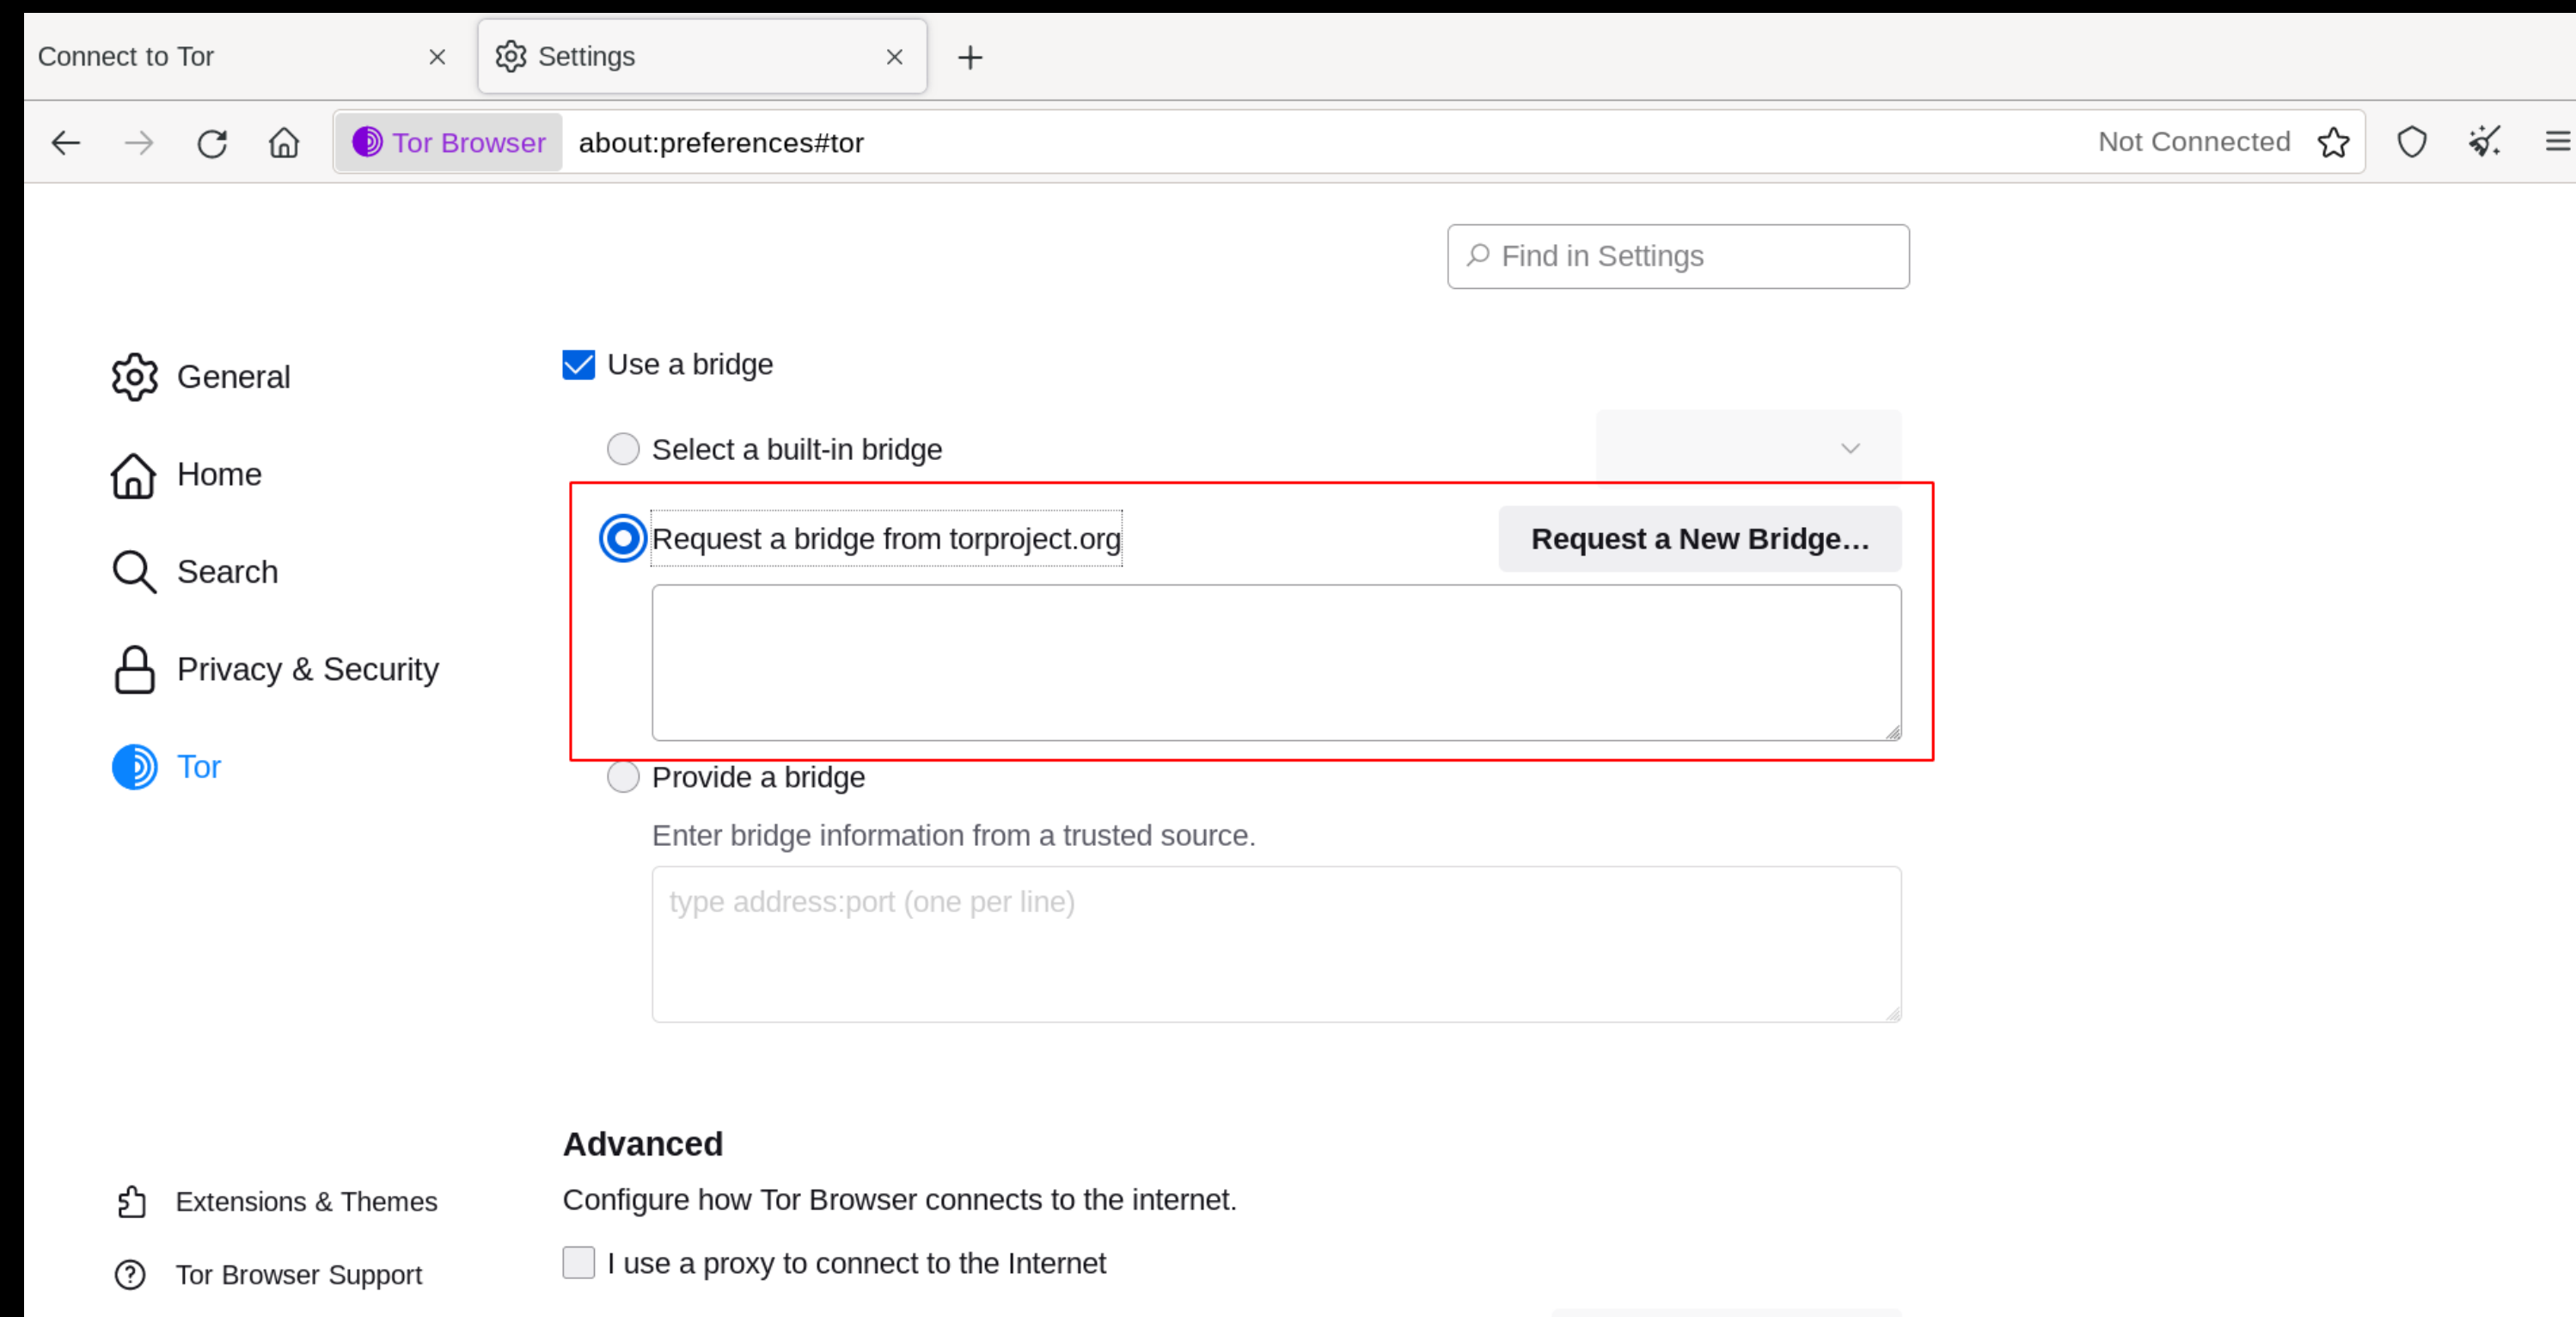 Connect to Tor
Settings
Tor Browser about:preferences#tor Not Connected
Find in Settings
General
Home
Search
Privacy & Security
Tor
Use a bridge
Select a built-in bridge
Request a bridge from torproject.org Request a New Bridge…
Provide a bridge
Enter bridge information from a trusted source.
type address:port (one per line)
Advanced
Configure how Tor Browser connects to the internet.
I use a proxy to connect to the Internet
Extensions & Themes
Tor Browser Support